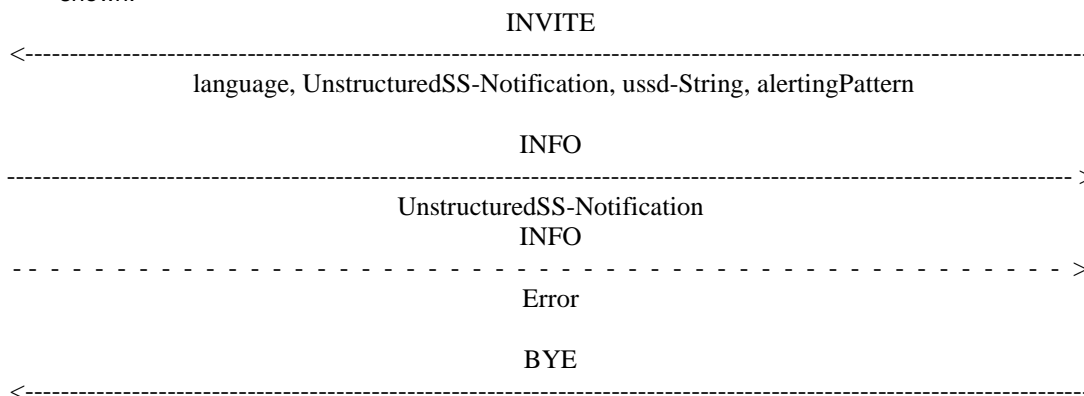 INVITE
language, UnstructuredSS-Notification, ussd-String, alertingPattern
INFO
UnstructuredSS-Notification
INFO
Error
BYE